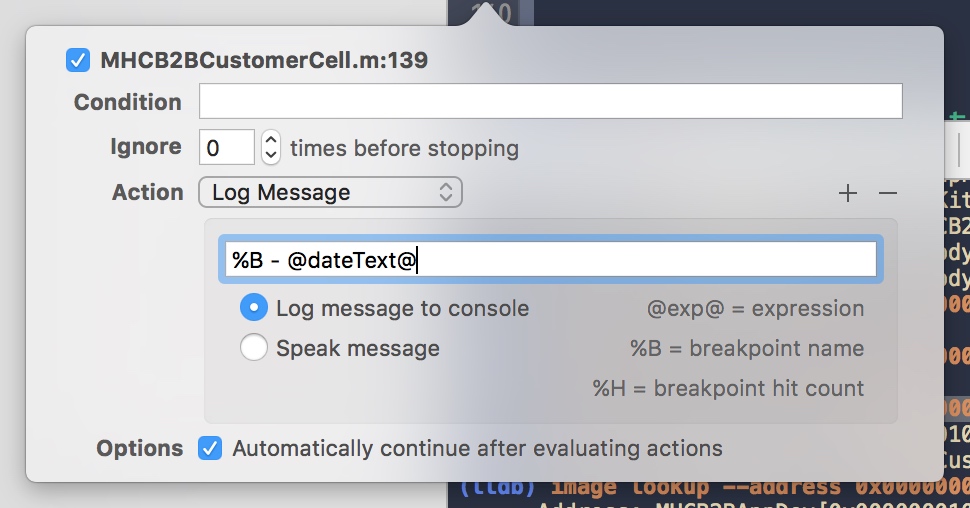 140
MHCB2BCustomerCell.m:139
Condition
Ignore 0 times before stopping
Action Log Message + −
%B - @dateText@
Log message to console @exp@ = expression
Speak message %B = breakpoint name
%H = breakpoint hit count
Options Automatically continue after evaluating actions
(lldb) image lookup --address 0x0000000